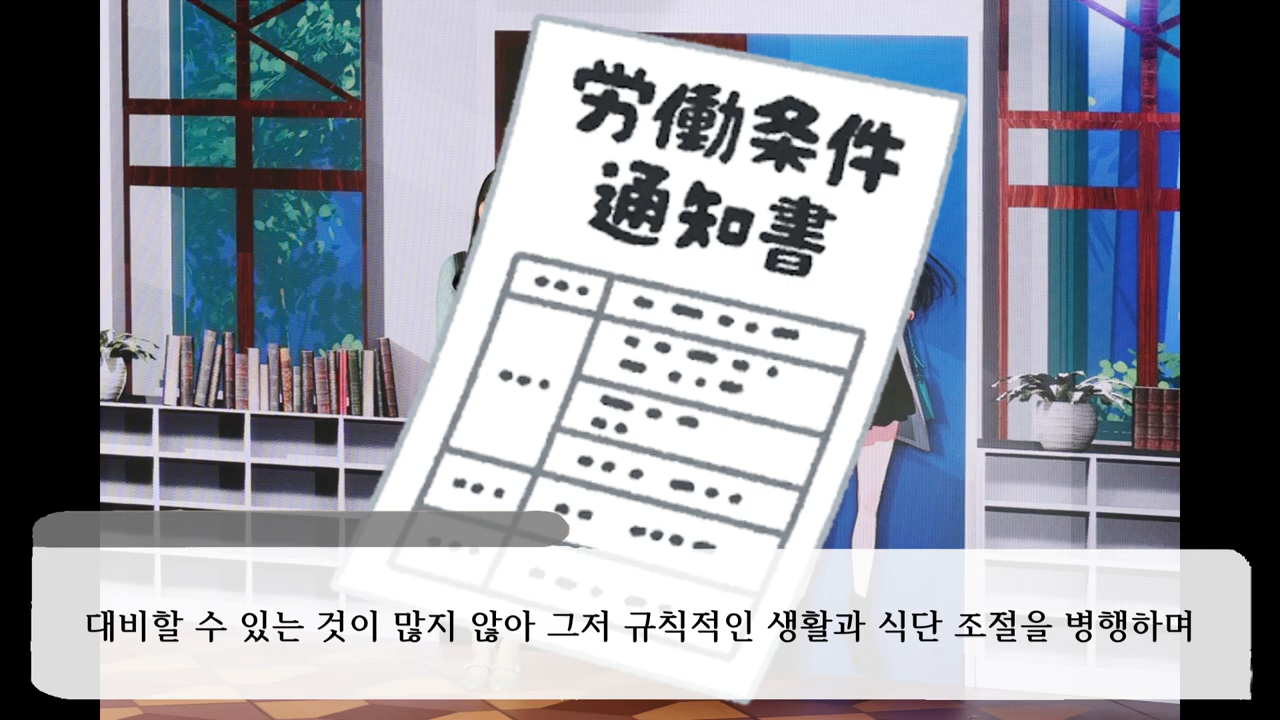 労働条件
通知書
대비할 수 있는 것이 많지 않아 그저 규칙적인 생활과 식단 조절을 병행하며